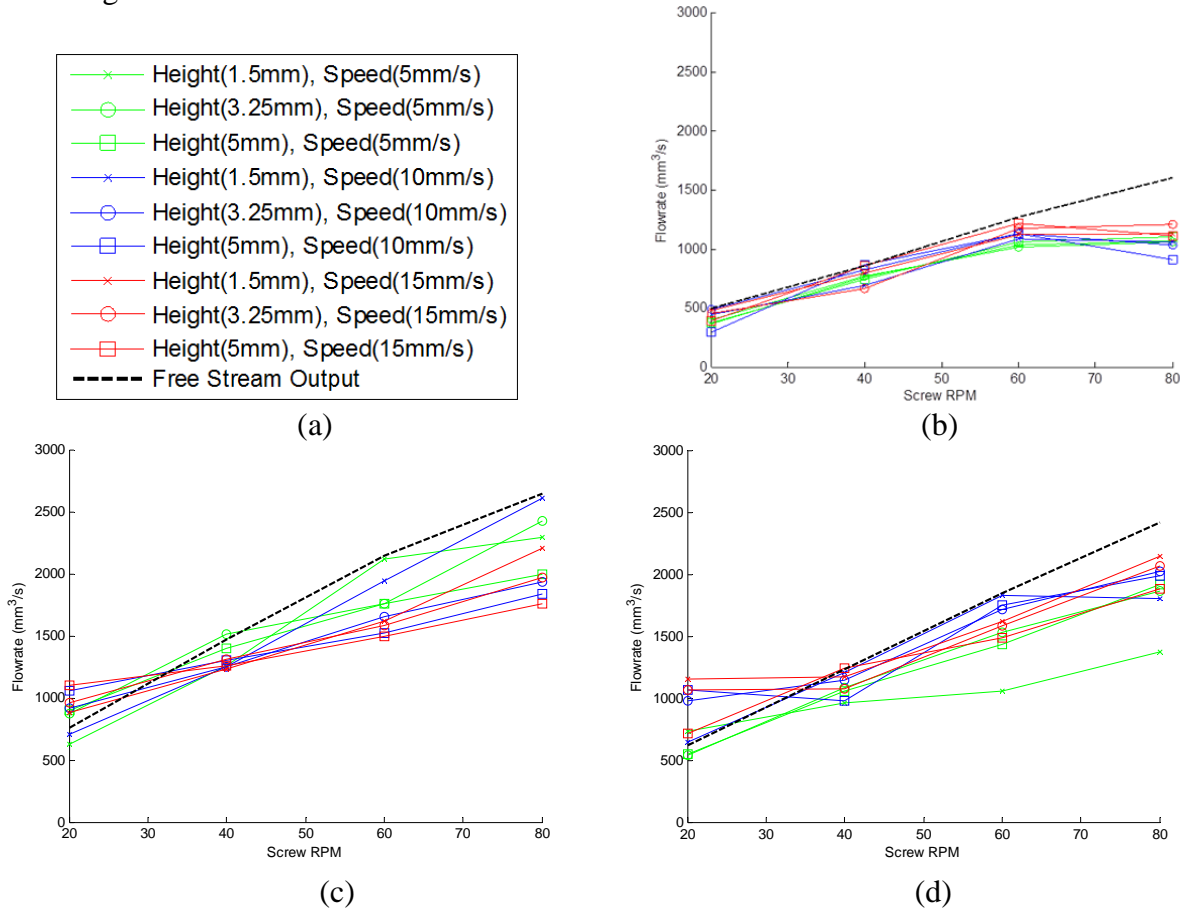 Height(1.5mm), Speed(5mm/s)
Height(3.25mm), Speed(5mm/s)
Height(5mm), Speed(5mm/s)
Height(1.5mm), Speed(10mm/s)
Height(3.25mm), Speed(10mm/s)
Height(5mm), Speed(10mm/s)
Height(1.5mm), Speed(15mm/s)
Height(3.25mm), Speed(15mm/s)
Height(5mm), Speed(15mm/s)
Free Stream Output
(a)
3000
2500
2000
1500
1000
500
0
Flowrate (mm³/s)
20 30 40 50 60 70 80
Screw RPM
(b)
3000
2500
2000
1500
1000
500
0
Flowrate (mm³/s)
20 30 40 50 60 70 80
Screw RPM
(c)
3000
2500
2000
1500
1000
500
0
Flowrate (mm³/s)
20 30 40 50 60 70 80
Screw RPM
(d)